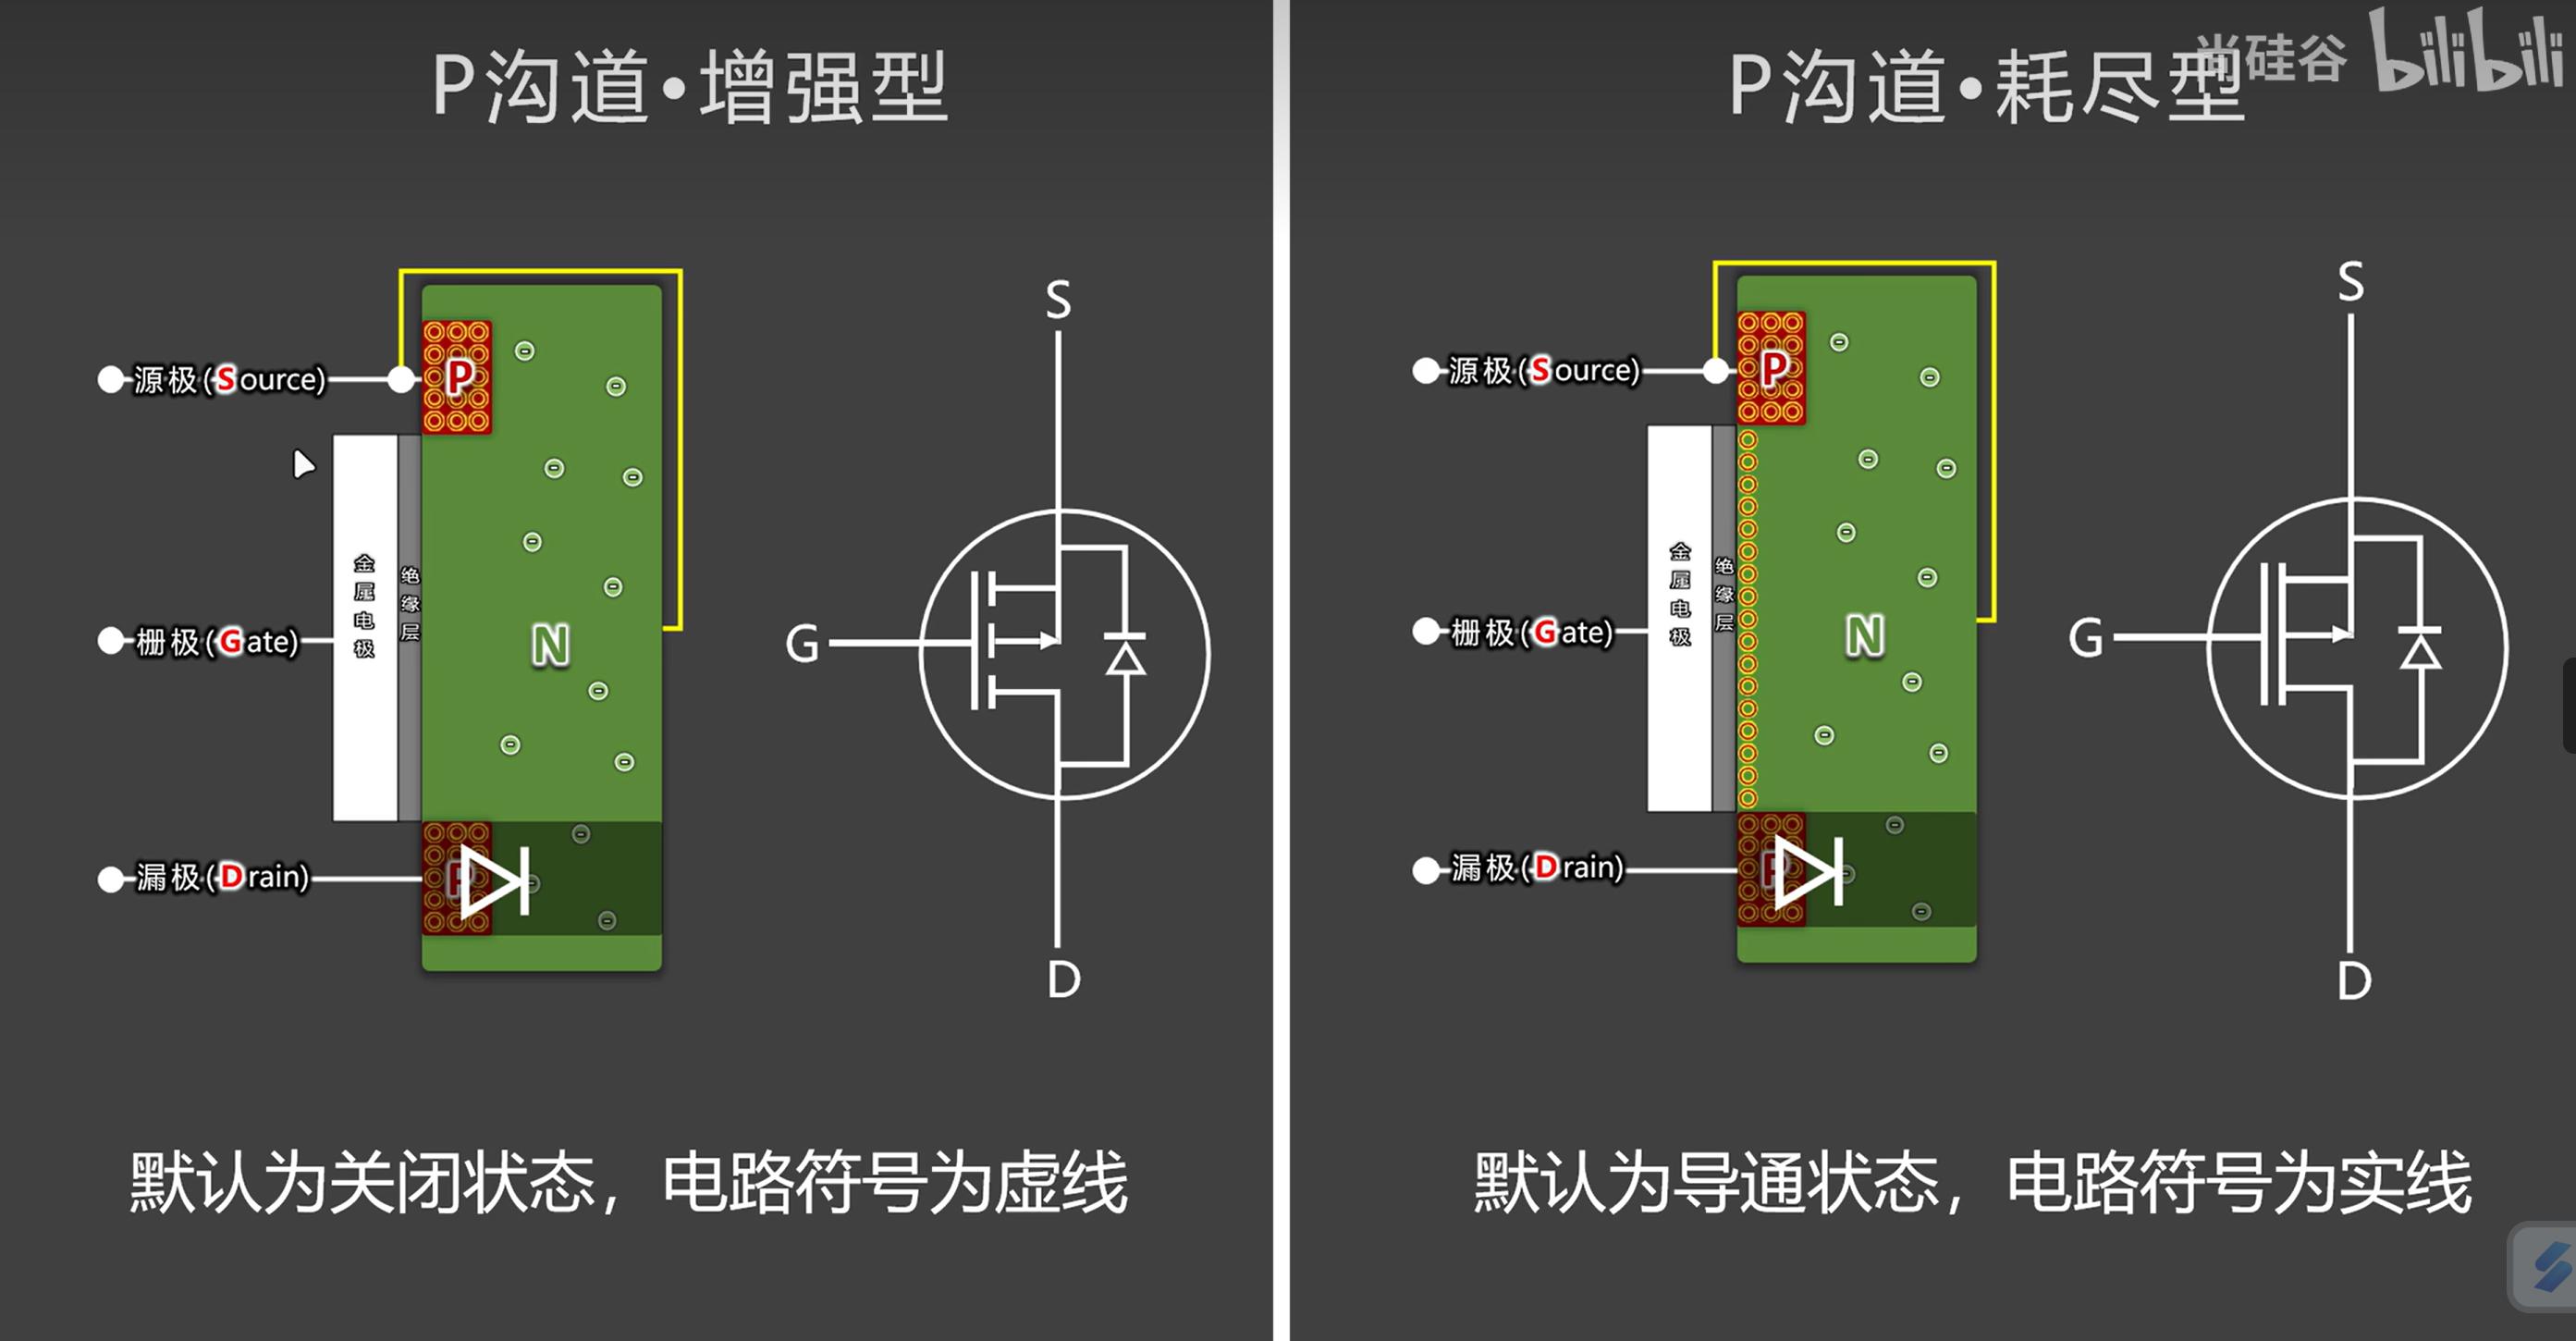 P沟道•增强型
源极(Source)
P
金属电极
绝缘层
栅极(Gate)
N
漏极(Drain)
P
S
G
D
默认为关闭状态，电路符号为虚线
P沟道•耗尽型
尚硅谷 bilibili
源极(Source)
P
金属电极
绝缘层
栅极(Gate)
N
漏极(Drain)
P
S
G
D
默认为导通状态，电路符号为实线